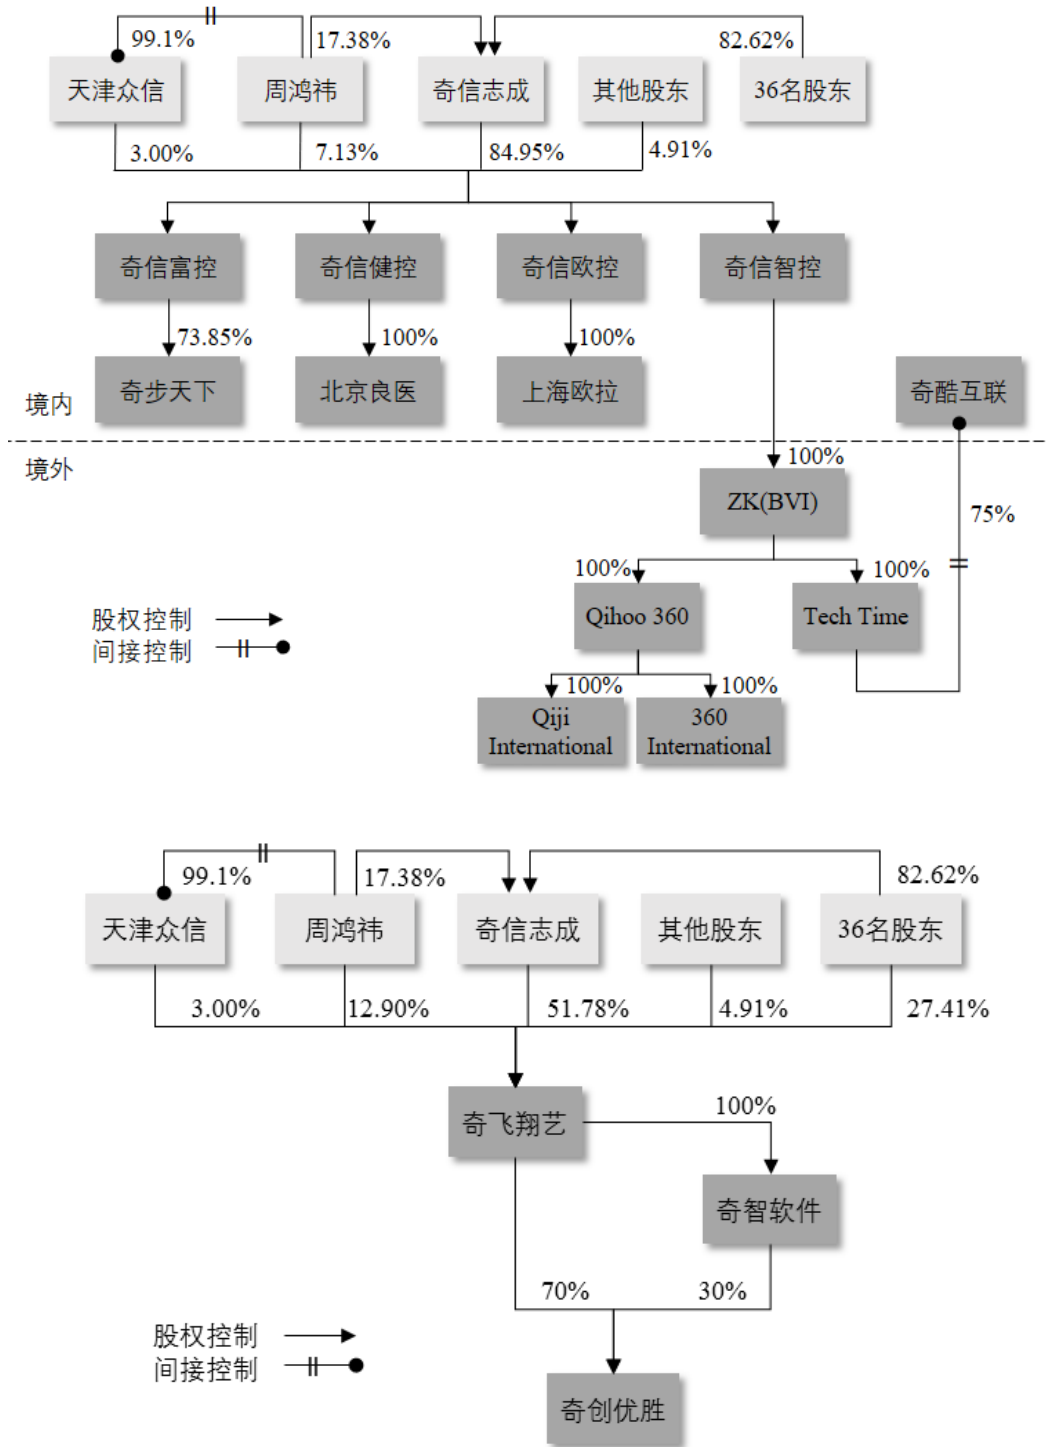 99.1%
17.38%
82.62%
天津众信
周鸿祎
奇信志成
其他股东
36名股东
3.00%
7.13%
84.95%
4.91%
奇信富控
奇信健控
奇信欧控
奇信智控
73.85%
100%
100%
奇步天下
北京良医
上海欧拉
奇酷互联
境内
境外
100%
ZK(BVI)
75%
100%
100%
Qihoo 360
Tech Time
股权控制
间接控制
100%
100%
Qiji
International
360
International
99.1%
17.38%
82.62%
天津众信
周鸿祎
奇信志成
其他股东
36名股东
3.00%
12.90%
51.78%
4.91%
27.41%
奇飞翔艺
100%
奇智软件
70%
30%
股权控制
间接控制
奇创优胜